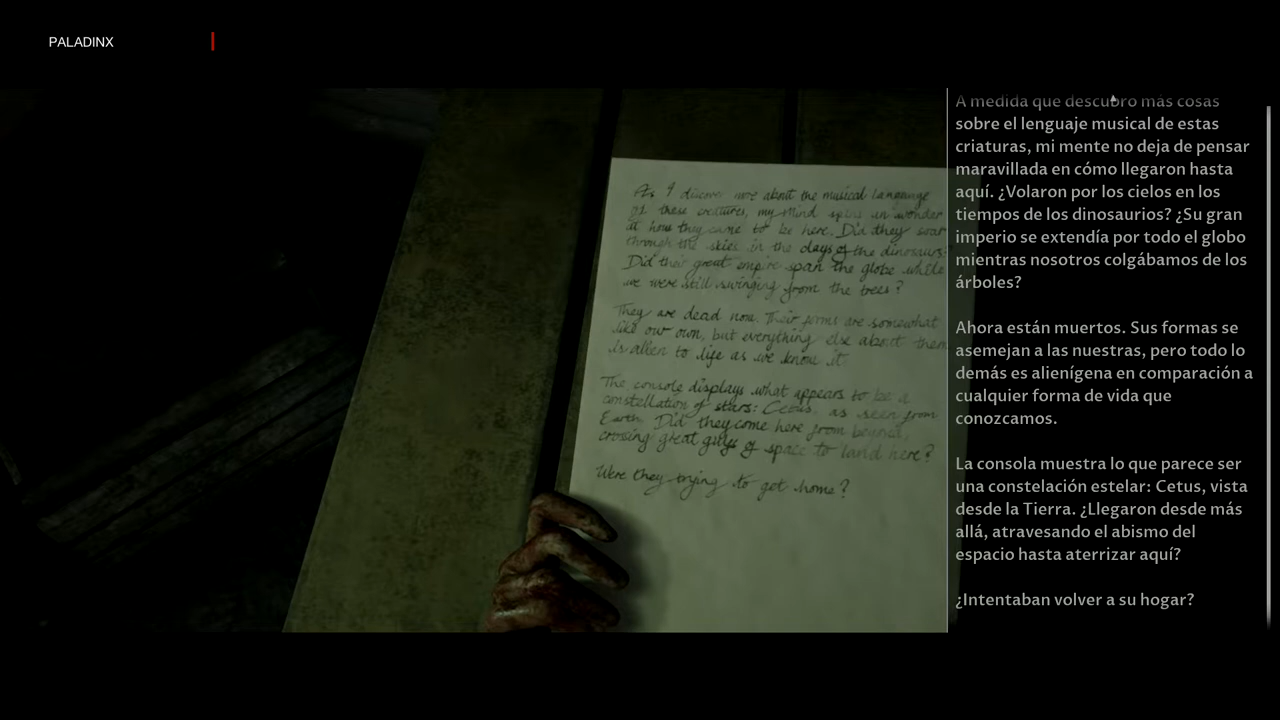 PALADINX
As I discern more about the musical language
of these creatures, my mind spins in wonder
at how they came to be here. Did they soar
through the skies in the days of the dinosaurs?
Did their great empire span the globe while
we were still swinging from the trees?
They are dead now. Their forms are somewhat
like our own, but everything else about them
is alien to life as we know it
The console displays what appears to be a
constellation of stars: Cetus, as seen from
Earth. Did they come here from beyond,
crossing great gulfs of space to land here?
Were they trying to get home?
A medida que descubro más cosas
sobre el lenguaje musical de estas
criaturas, mi mente no deja de pensar
maravillada en cómo llegaron hasta
aquí. ¿Volaron por los cielos en los
tiempos de los dinosaurios? ¿Su gran
imperio se extendía por todo el globo
mientras nosotros colgábamos de los
árboles?
Ahora están muertos. Sus formas se
asemejan a las nuestras, pero todo lo
demás es alienígena en comparación a
cualquier forma de vida que
conozcamos.
La consola muestra lo que parece ser
una constelación estelar: Cetus, vista
desde la Tierra. ¿Llegaron desde más
allá, atravesando el abismo del
espacio hasta aterrizar aquí?
¿Intentaban volver a su hogar?